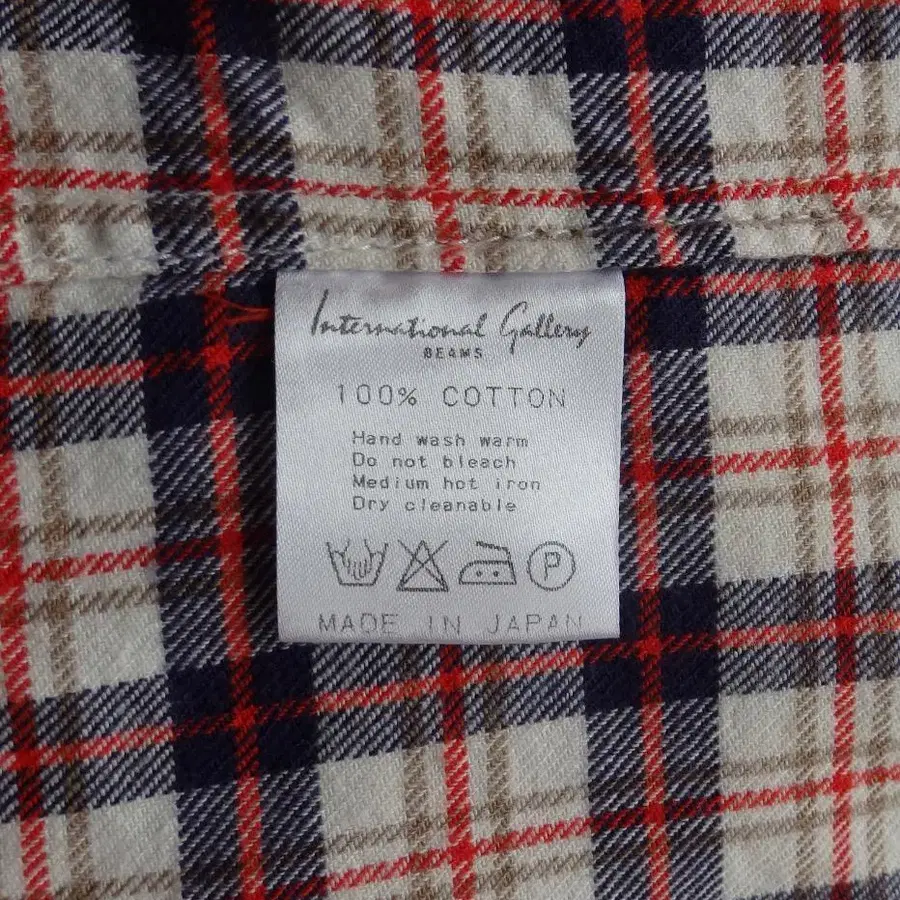 International Gallery
BEAMS
100% COTTON
Hand wash warm
Do not bleach
Medium hot iron
Dry cleanable
P
MADE IN JAPAN